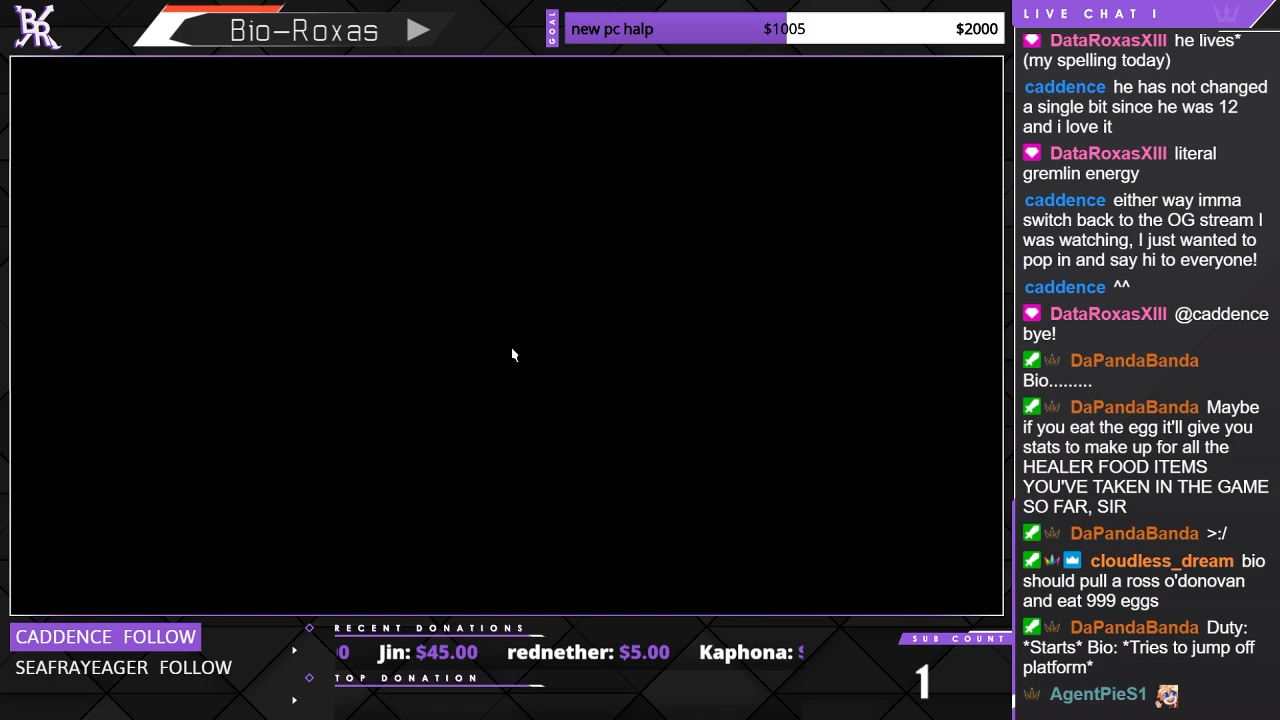 BR
Bio-Roxas
GOAL
new pc halp $1005 $2000
LIVE CHAT I
DataRoxasXIII he lives*
(my spelling today)
caddence he has not changed
a single bit since he was 12
and i love it
DataRoxasXIII literal
gremlin energy
caddence either way imma
switch back to the OG stream I
was watching, I just wanted to
pop in and say hi to everyone!
caddence ^^
DataRoxasXIII @caddence
bye!
DaPandaBanda
Bio.........
DaPandaBanda Maybe
if you eat the egg it'll give you
stats to make up for all the
HEALER FOOD ITEMS
YOU'VE TAKEN IN THE GAME
SO FAR, SIR
DaPandaBanda >:/
cloudless_dream bio
should pull a ross o'donovan
and eat 999 eggs
DaPandaBanda Duty:
*Starts* Bio: *Tries to jump off
platform*
AgentPieS1
CADDENCE FOLLOW
SEAFRAYEAGER FOLLOW
RECENT DONATIONS
0 Jin: $45.00 rednether: $5.00 Kaphona: $
TOP DONATION
SUB COUNT
1